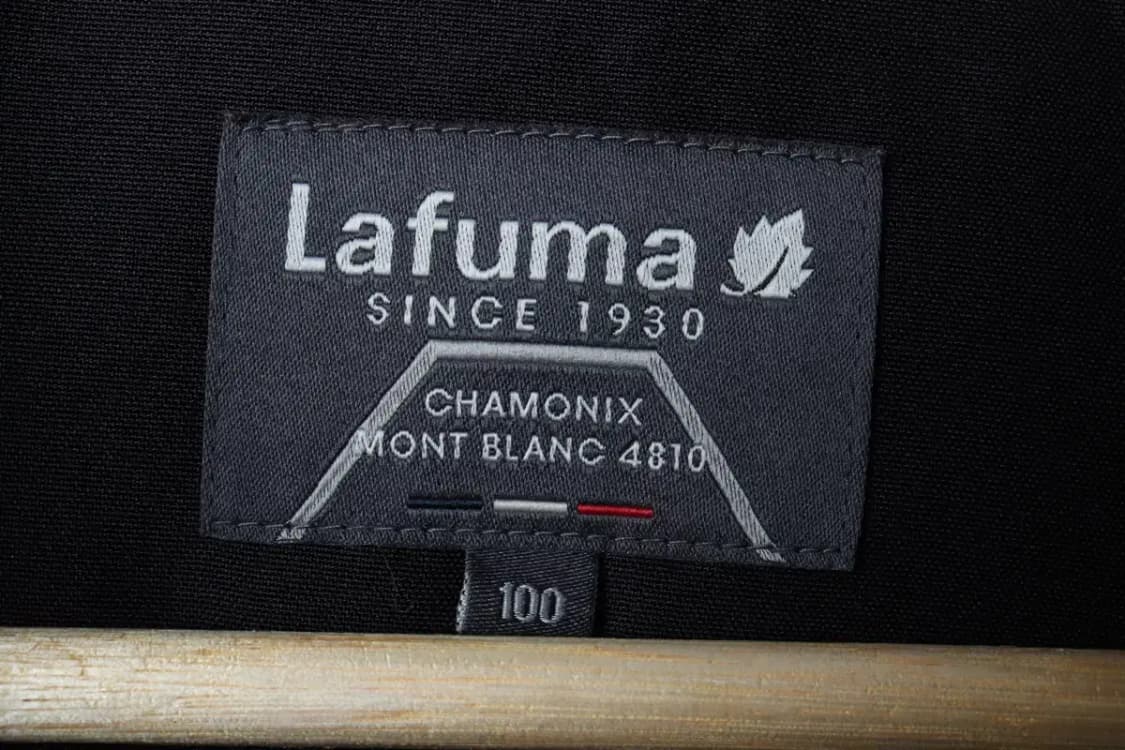 Lafuma
SINCE 1930
CHAMONIX
MONT BLANC 4810
100